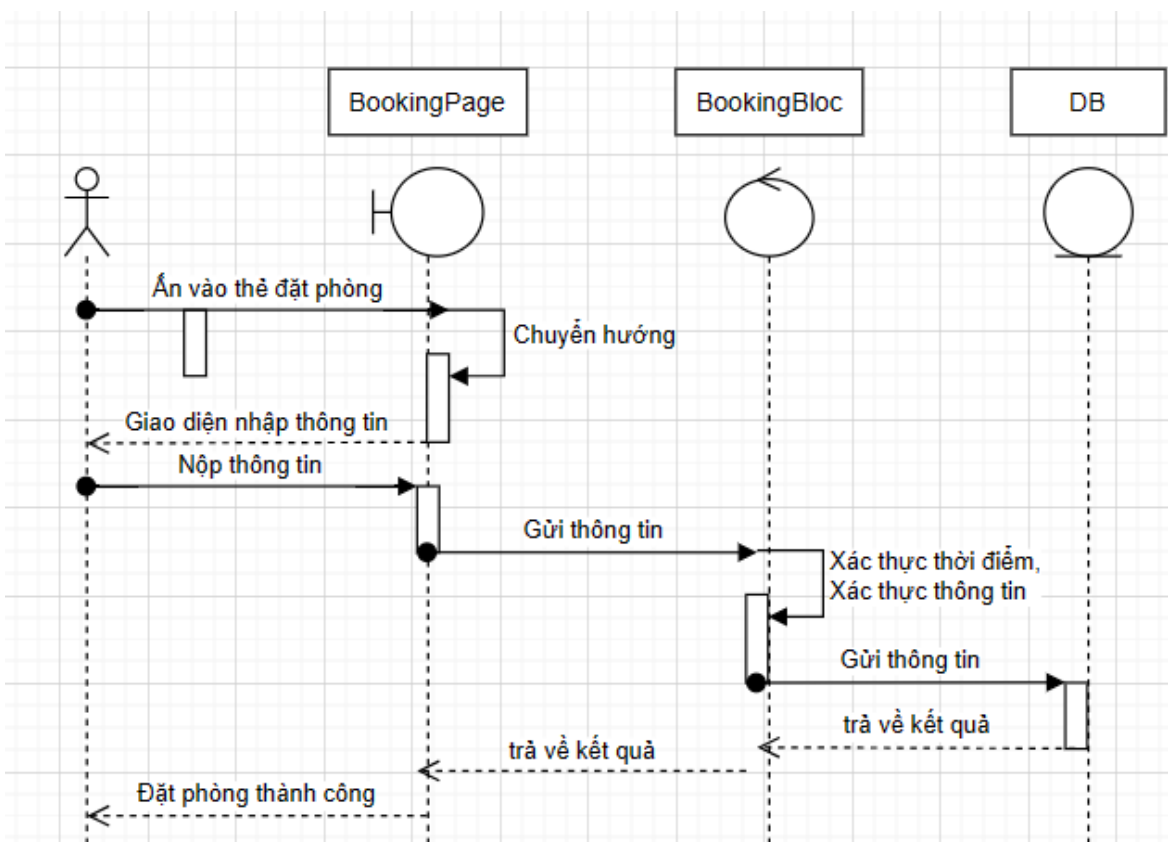 BookingPage
BookingBloc
DB
Ấn vào thẻ đặt phòng
Chuyển hướng
Giao diện nhập thông tin
Nộp thông tin
Gửi thông tin
Xác thực thời điểm,
Xác thực thông tin
Gửi thông tin
trả về kết quả
trả về kết quả
Đặt phòng thành công